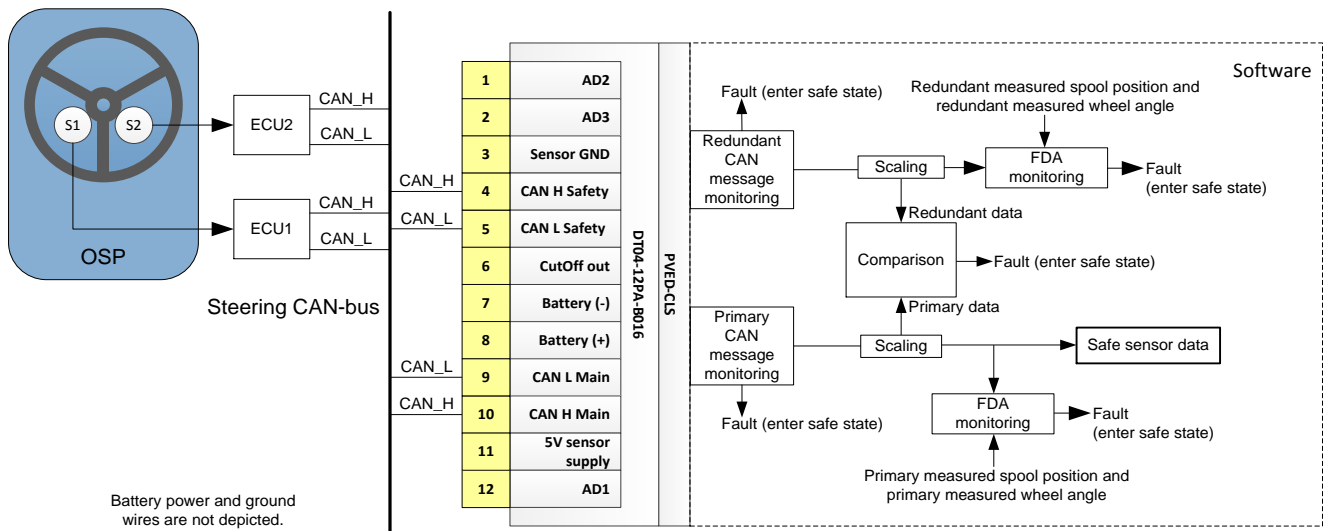 S1
S2
OSP
ECU2
CAN_H
CAN_L
ECU1
CAN_H
CAN_L
Steering CAN-bus
Battery power and ground
wires are not depicted.
CAN_H
CAN_L
CAN_L
CAN_H
1 AD2
2 AD3
3 Sensor GND
4 CAN H Safety
5 CAN L Safety
6 CutOff out
7 Battery (-)
8 Battery (+)
9 CAN L Main
10 CAN H Main
11 5V sensor
supply
12 AD1
DT04-12PA-B016
PVED-CLS
Software
Fault (enter safe state)
Redundant
CAN
message
monitoring
Scaling
Redundant measured spool position and
redundant measured wheel angle
FDA
monitoring
Fault
(enter safe state)
Redundant data
Comparison
Fault (enter safe state)
Primary data
Primary
CAN
message
monitoring
Scaling
Safe sensor data
Fault (enter safe state)
FDA
monitoring
Fault
(enter safe state)
Primary measured spool position and
primary measured wheel angle